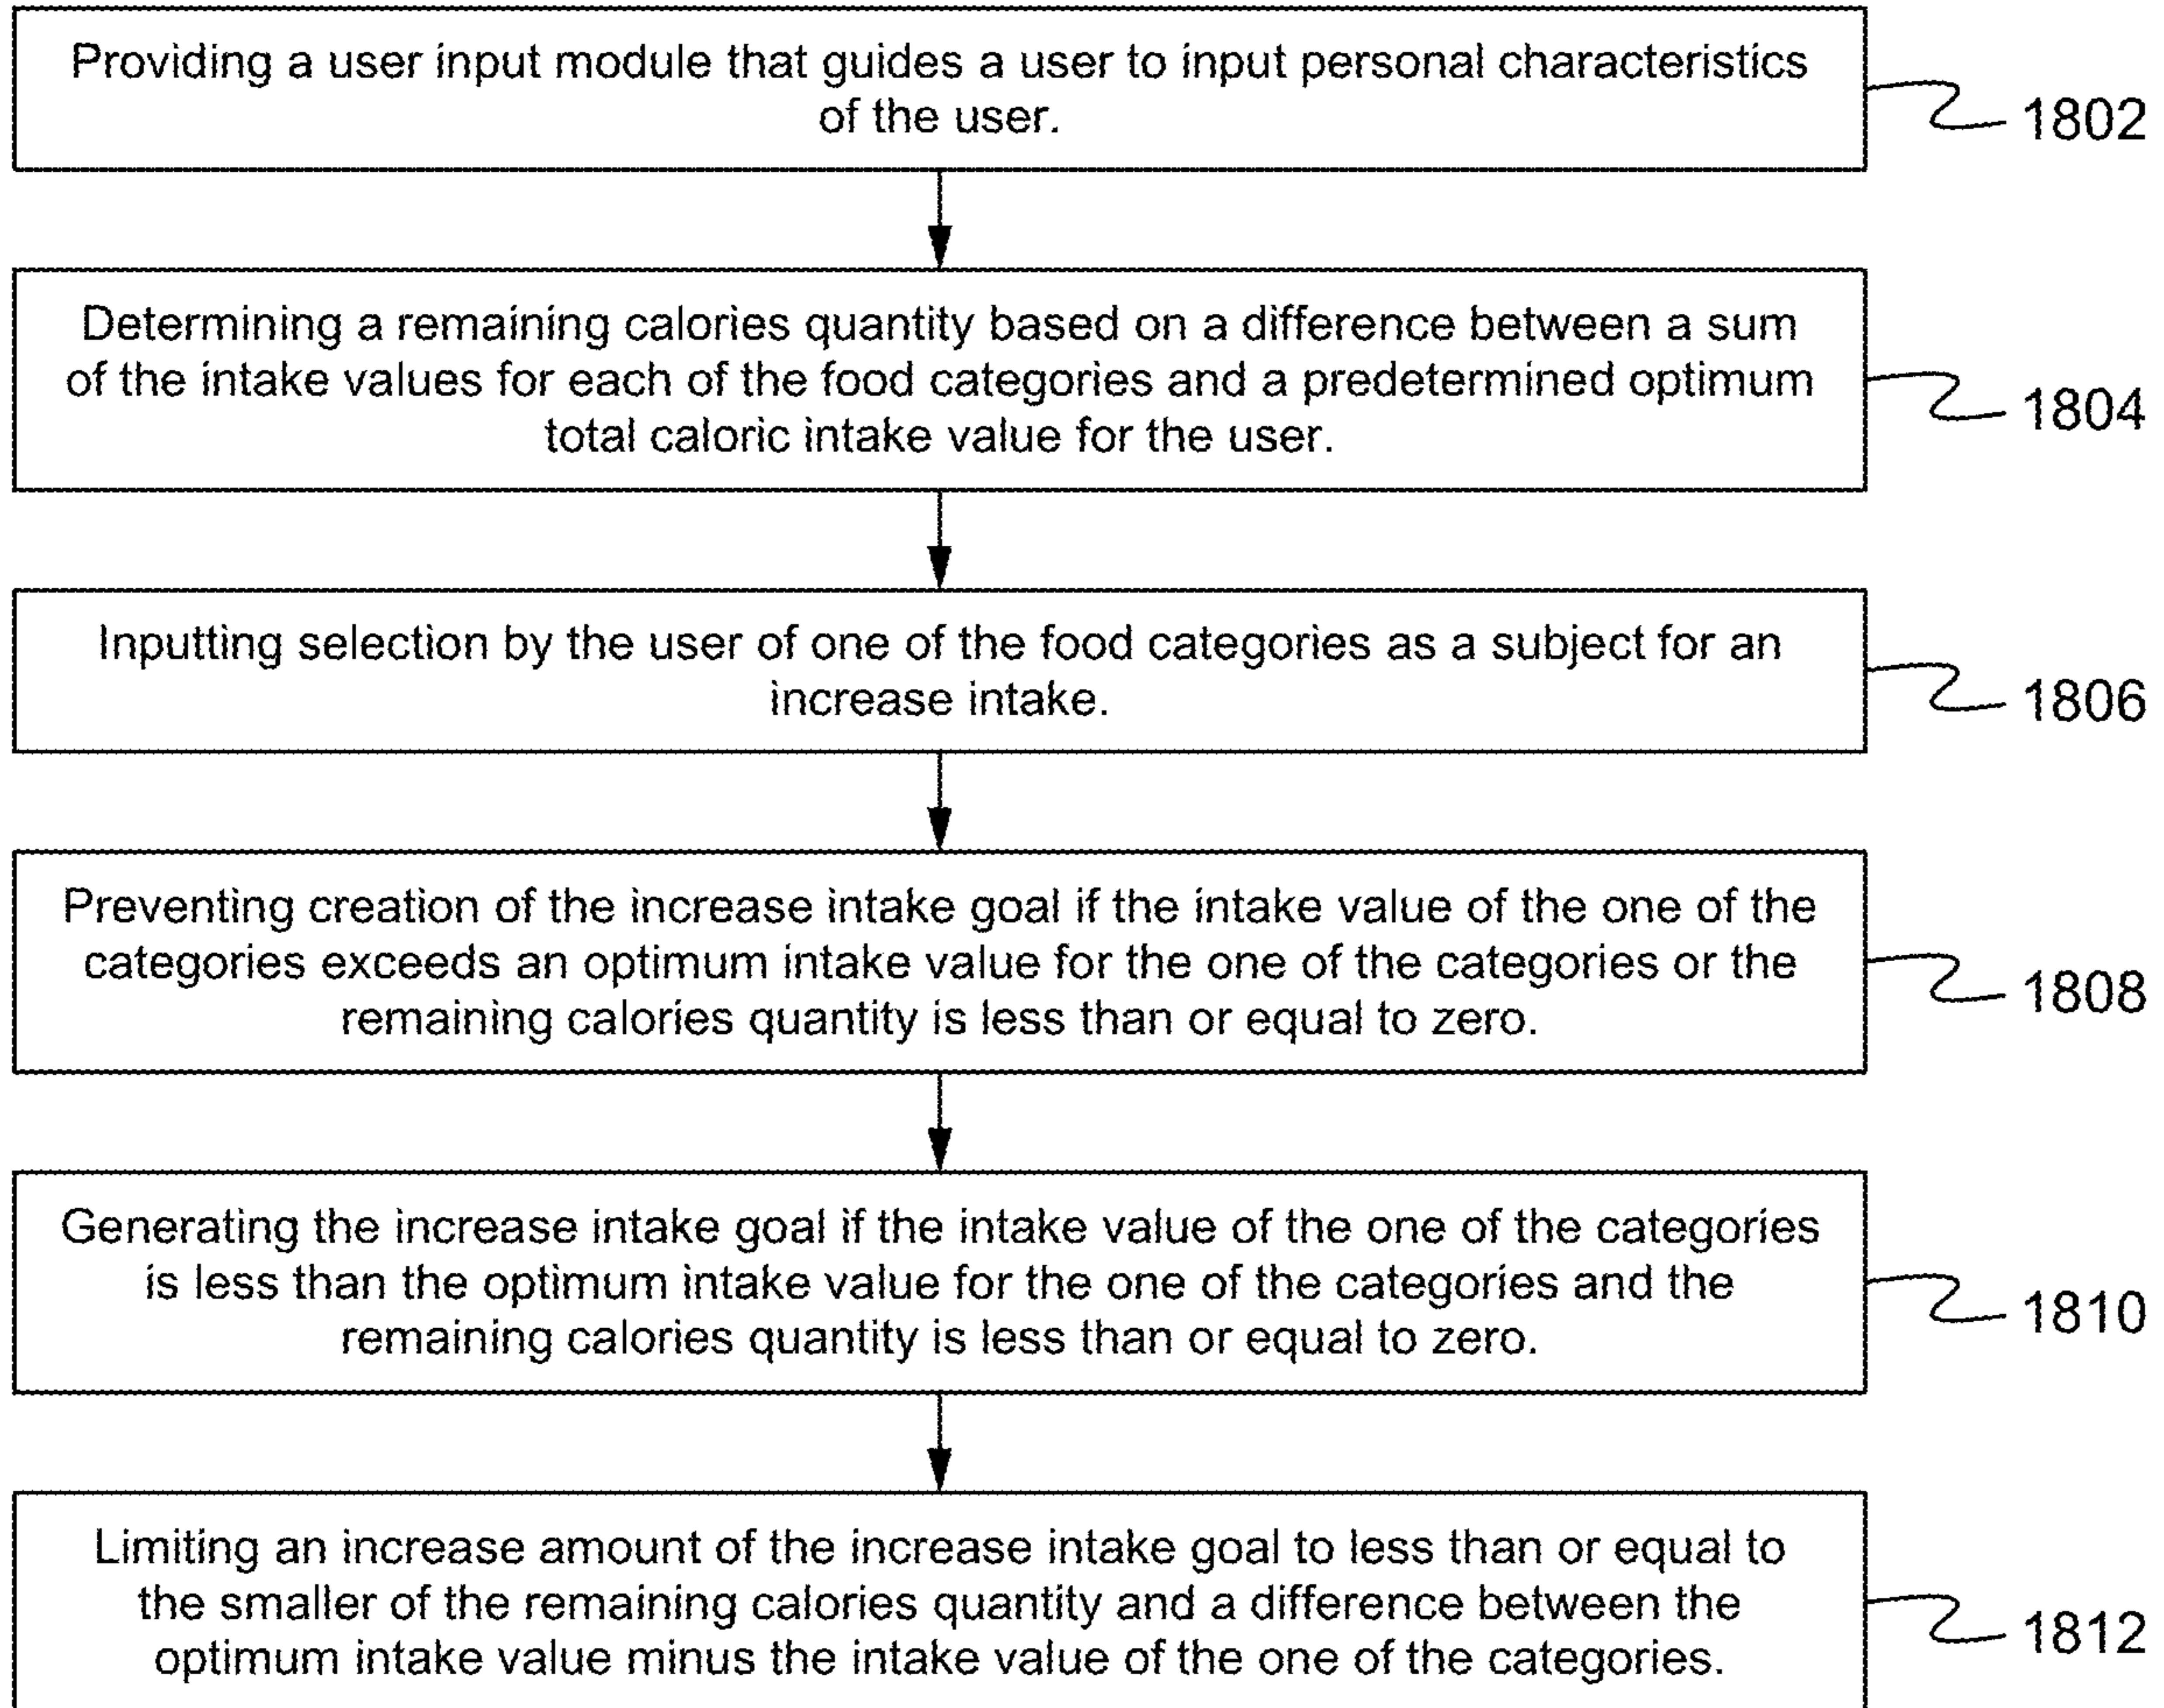 Providing a user input module that guides a user to input personal characteristics
of the user.
1802
Determining a remaining calories quantity based on a difference between a sum
of the intake values for each of the food categories and a predetermined optimum
total caloric intake value for the user.
1804
Inputting selection by the user of one of the food categories as a subject for an
increase intake.
1806
Preventing creation of the increase intake goal if the intake value of the one of the
categories exceeds an optimum intake value for the one of the categories or the
remaining calories quantity is less than or equal to zero.
1808
Generating the increase intake goal if the intake value of the one of the categories
is less than the optimum intake value for the one of the categories and the
remaining calories quantity is less than or equal to zero.
1810
Limiting an increase amount of the increase intake goal to less than or equal to
the smaller of the remaining calories quantity and a difference between the
optimum intake value minus the intake value of the one of the categories.
1812